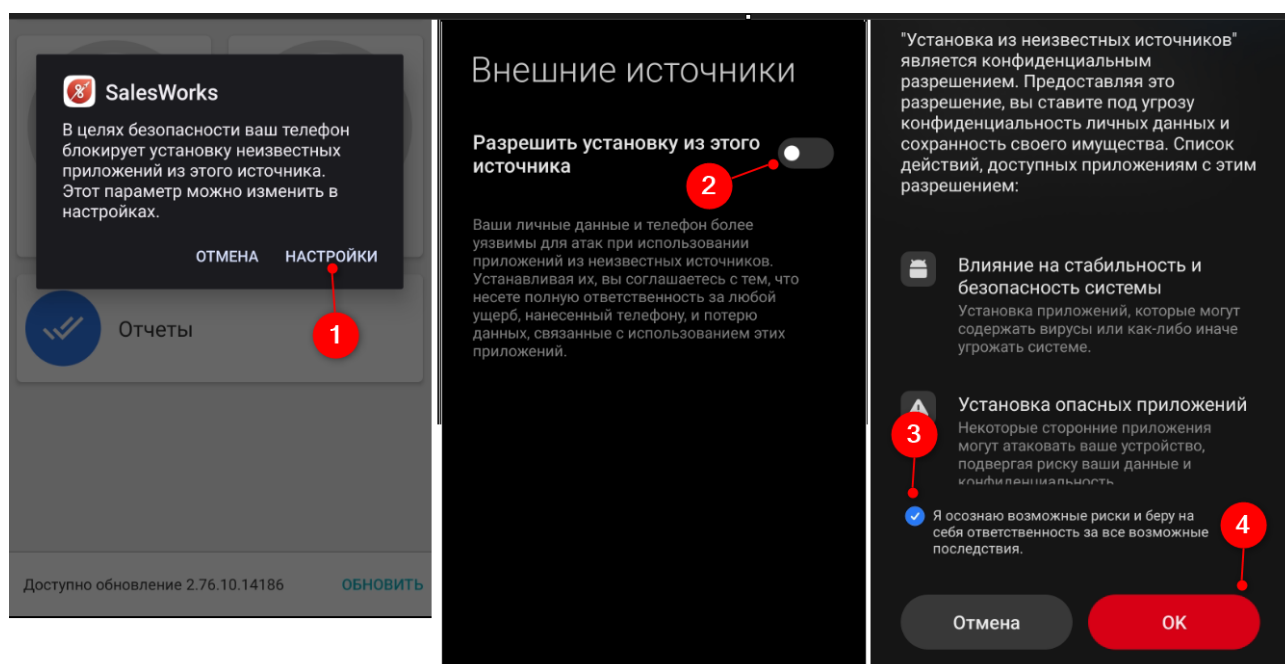 SalesWorks
В целях безопасности ваш телефон
блокирует установку неизвестных
приложений из этого источника.
Этот параметр можно изменить в
настройках.
ОТМЕНА НАСТРОЙКИ
1
Отчеты
Доступно обновление 2.76.10.14186 ОБНОВИТЬ
Внешние источники
Разрешить установку из этого
источника
2
Ваши личные данные и телефон более
уязвимы для атак при использовании
приложений из неизвестных источников.
Устанавливая их, вы соглашаетесь с тем, что
несете полную ответственность за любой
ущерб, нанесенный телефону, и потерю
данных, связанные с использованием этих
приложений.
"Установка из неизвестных источников"
является конфиденциальным
разрешением. Предоставляя это
разрешение, вы ставите под угрозу
конфиденциальность личных данных и
сохранность своего имущества. Список
действий, доступных приложениям с этим
разрешением:
Влияние на стабильность и
безопасность системы
Установка приложений, которые могут
содержать вирусы или как-либо иначе
угрожать системе.
Установка опасных приложений
Некоторые сторонние приложения
могут атаковать ваше устройство,
подвергая риску ваши данные и
конфиденциальность
3
Я осознаю возможные риски и беру на
себя ответственность за все возможные
последствия.
4
Отмена OK